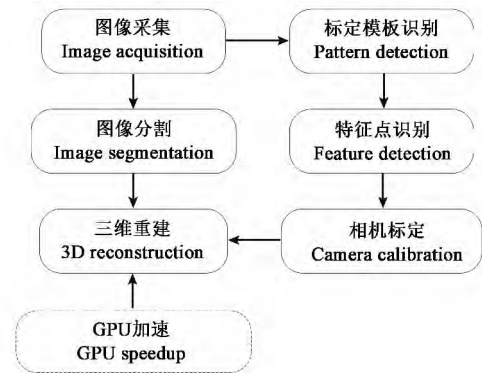 图像采集
Image acquisition
标定模板识别
Pattern detection
图像分割
Image segmentation
特征点识别
Feature detection
三维重建
3D reconstruction
相机标定
Camera calibration
GPU加速
GPU speedup